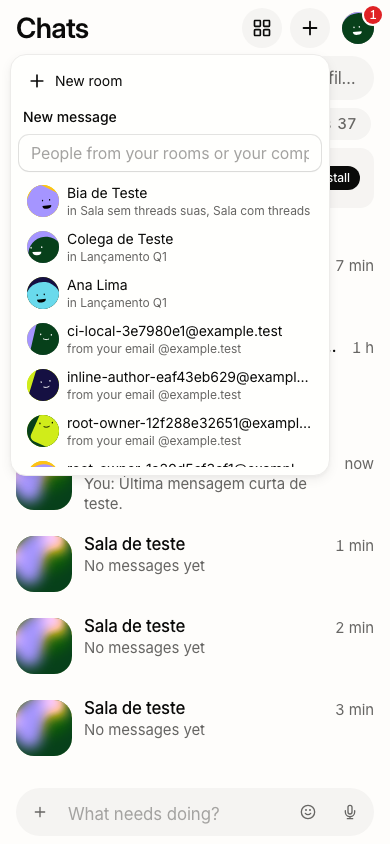 Chats
1
New room
fil...
New message
37
People from your rooms or your comp
stall
Bia de Teste
in Sala sem threads suas, Sala com threads
Colega de Teste
in Lançamento Q1
7 min
Ana Lima
in Lançamento Q1
ci-local-3e7980e1@example.test
from your email @example.test
. 1 h
inline-author-eaf43eb629@exampl...
from your email @example.test
root-owner-12f288e32651@exampl...
from your email @example.test
now
You: Última mensagem curta de
teste.
Sala de teste
1 min
No messages yet
Sala de teste
2 min
No messages yet
Sala de teste
3 min
No messages yet
What needs doing?